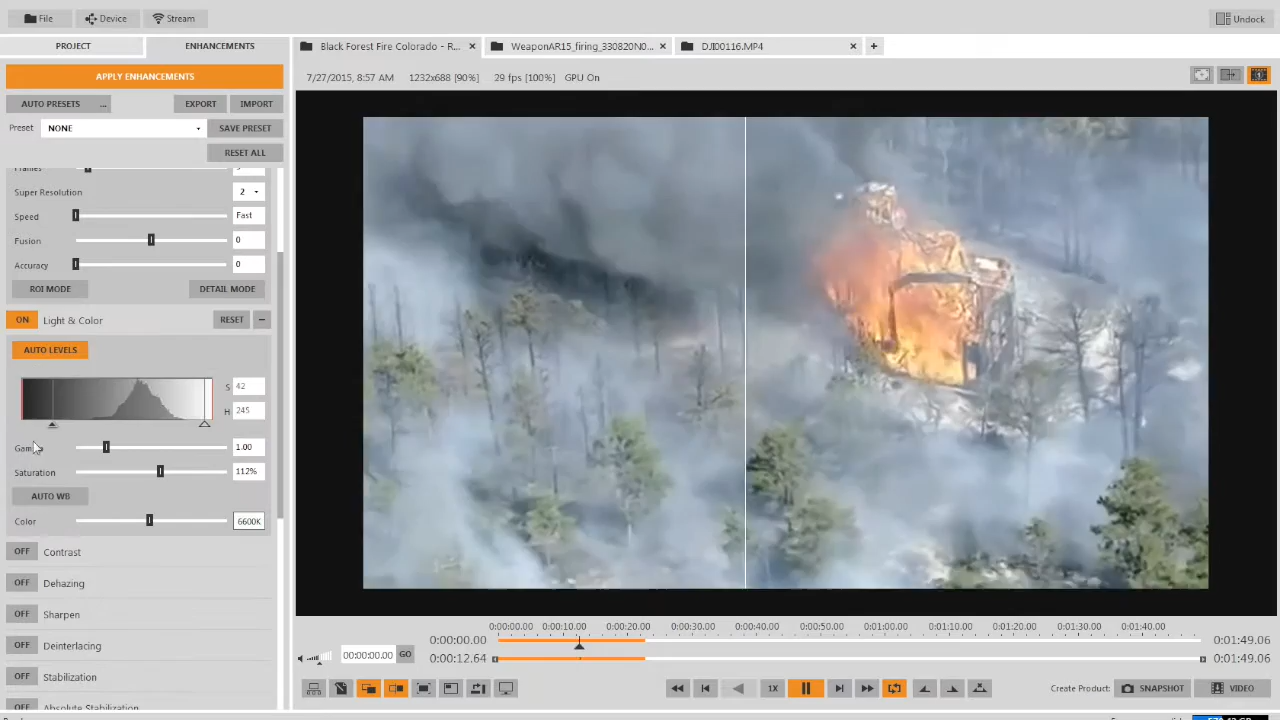 File Device Stream Undock
PROJECT ENHANCEMENTS Black Forest Fire Colorado - R... WeaponAR15_firing_330820N0... DJI00116.MP4
APPLY ENHANCEMENTS 7/27/2015, 8:57 AM 1232x688 [90%] 29 fps [100%] GPU On
AUTO PRESETS ... EXPORT IMPORT
Preset NONE SAVE PRESET
RESET ALL
Frames
Super Resolution 2
Speed Fast
Fusion 0
Accuracy 0
ROI MODE DETAIL MODE
ON Light & Color RESET
AUTO LEVELS
S 42
H 245
Gamma 1.00
Saturation 112%
AUTO WB
Color 6600K
OFF Contrast
OFF Dehazing
OFF Sharpen
OFF Deinterlacing
OFF Stabilization
OFF Absolute Stabilization
0:00:00.00 0:00:10.00 0:00:20.00 0:00:30.00 0:00:40.00 0:00:50.00 0:01:00.00 0:01:10.00 0:01:20.00 0:01:30.00 0:01:40.00
0:00:00.00 0:01:49.06
00:00:00.00 GO 0:00:12.64 0:01:49.06
1X Create Product: SNAPSHOT VIDEO